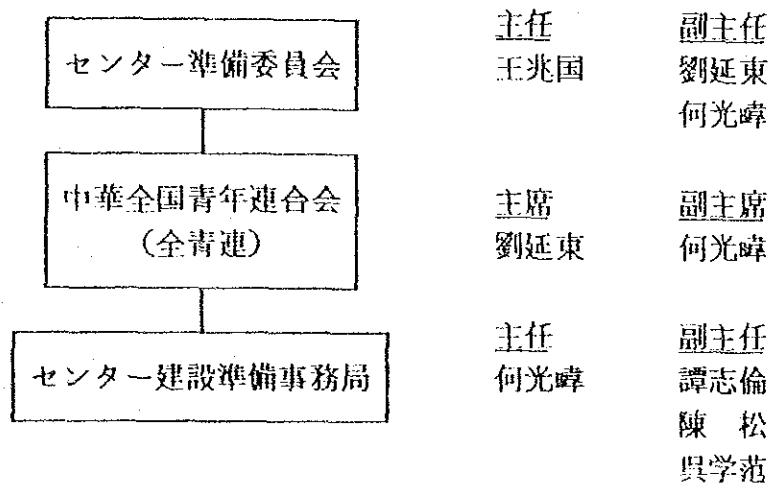 主任 副主任
センター準備委員会 王兆国 劉延東
何光暐
中華全国青年連合会 主席 副主席
(全青連) 劉延東 何光暐
主任 副主任
センター建設準備事務局 何光暐 譚志倫
陳 松
呉学范